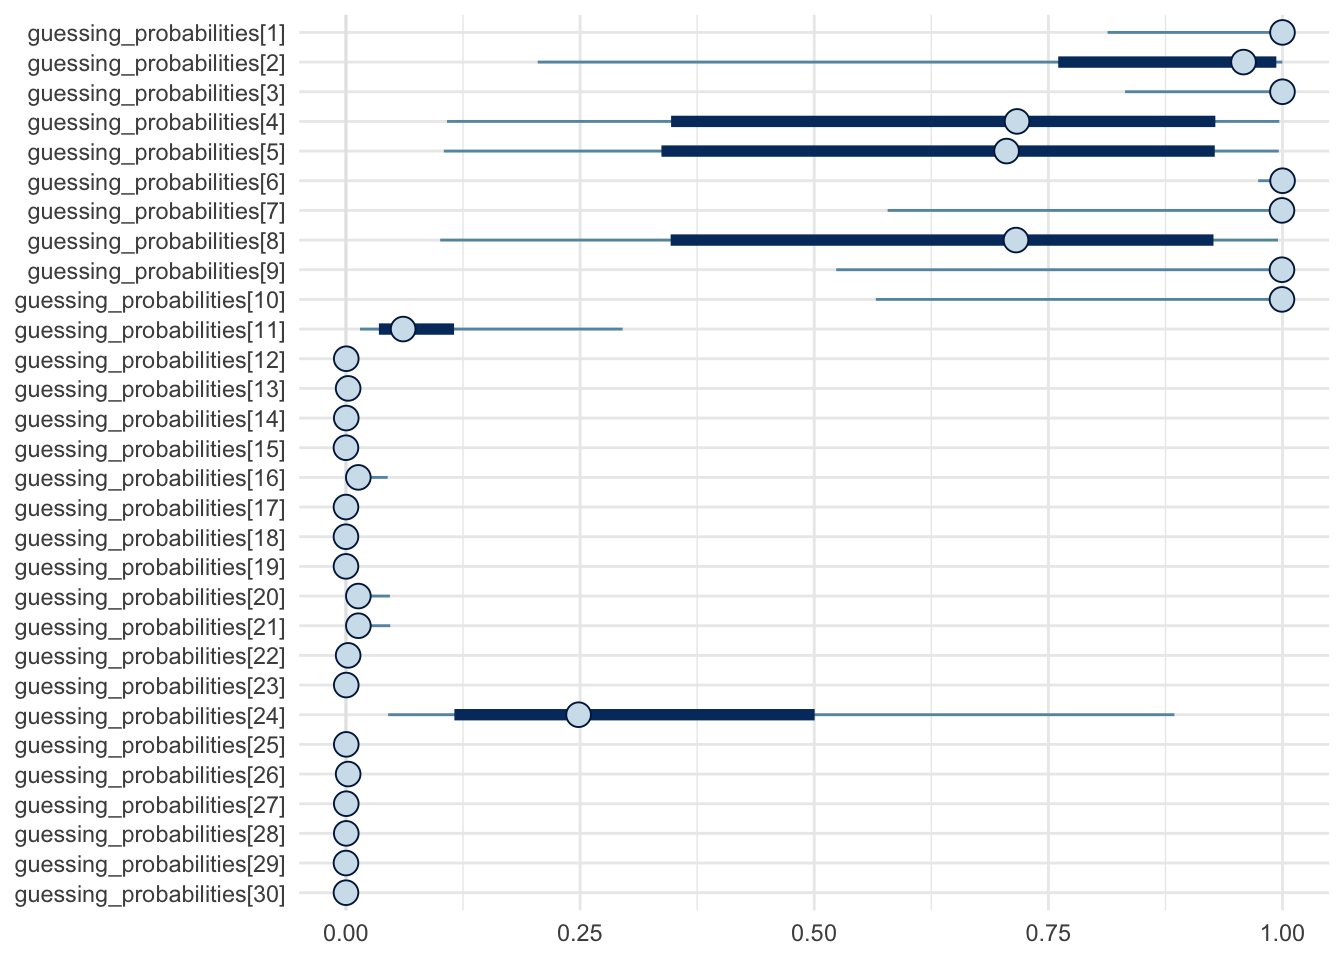 guessing_probabilities[1]
guessing_probabilities[2]
guessing_probabilities[3]
guessing_probabilities[4]
guessing_probabilities[5]
guessing_probabilities[6]
guessing_probabilities[7]
guessing_probabilities[8]
guessing_probabilities[9]
guessing_probabilities[10]
guessing_probabilities[11]
guessing_probabilities[12]
guessing_probabilities[13]
guessing_probabilities[14]
guessing_probabilities[15]
guessing_probabilities[16]
guessing_probabilities[17]
guessing_probabilities[18]
guessing_probabilities[19]
guessing_probabilities[20]
guessing_probabilities[21]
guessing_probabilities[22]
guessing_probabilities[23]
guessing_probabilities[24]
guessing_probabilities[25]
guessing_probabilities[26]
guessing_probabilities[27]
guessing_probabilities[28]
guessing_probabilities[29]
guessing_probabilities[30]
0.00 0.25 0.50 0.75 1.00